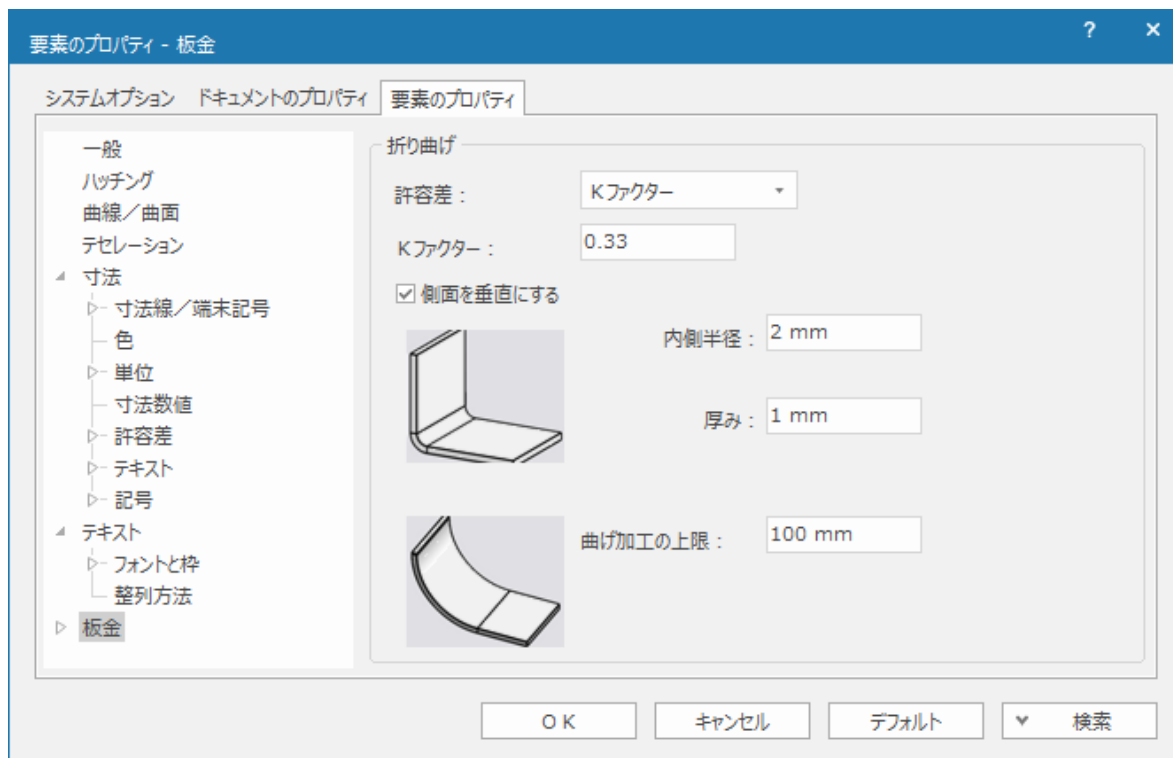 要素のプロパティ - 板金
? ×
システムオプション ドキュメントのプロパティ 要素のプロパティ
一般
ハッチング
曲線／曲面
テセレーション
寸法
寸法線／端末記号
色
単位
寸法数値
許容差
テキスト
記号
テキスト
フォントと枠
整列方法
板金
折り曲げ
許容差： Kファクター
Kファクター： 0.33
側面を垂直にする
内側半径： 2 mm
厚み： 1 mm
曲げ加工の上限： 100 mm
OK キャンセル デフォルト 検索